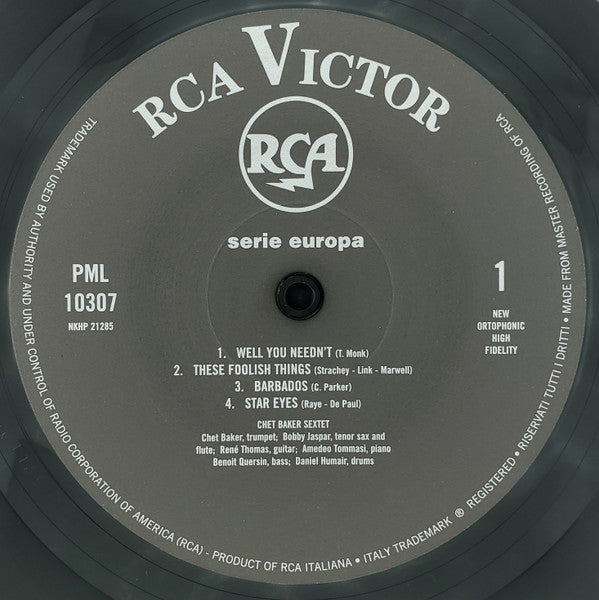 RCA VICTOR
RCA
serie europa
PML
10307
NKHP 21285
1
NEW
ORTOPHONIC
HIGH
FIDELITY
1. WELL YOU NEEDN'T (T. Monk)
2. THESE FOOLISH THINGS (Strachey - Link - Marwell)
3. BARBADOS (C. Parker)
4. STAR EYES (Raye - De Paul)
CHET BAKER SEXTET
Chet Baker, trumpet; Bobby Jaspar, tenor sax and
flute; René Thomas, guitar; Amedeo Tommasi, piano
Benoit Quersin, bass; Daniel Humair, drums
TRADEMARK USED BY AUTHORITY AND UNDER CONTROL OF RADIO CORPORATION OF AMERICA (RCA) - PRODUCT OF RCA ITALIANA • ITALY TRADEMARK ® REGISTERED • RISERVATI TUTTI I DRITTI • MADE FROM MASTER RECORDING OF RCA